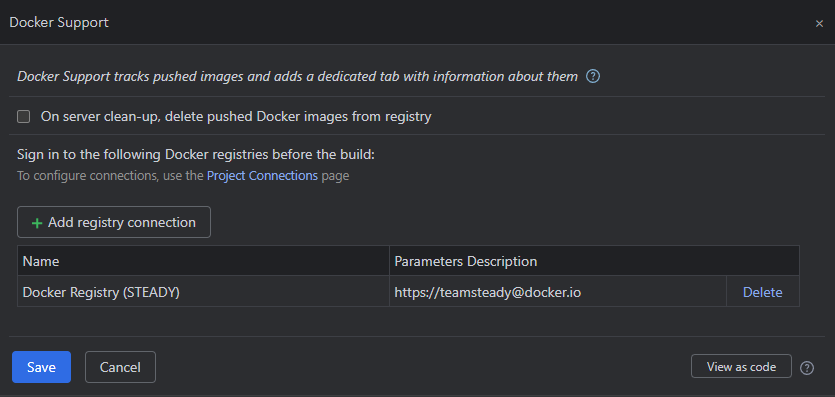 Docker Support
×
Docker Support tracks pushed images and adds a dedicated tab with information about them ?
On server clean-up, delete pushed Docker images from registry
Sign in to the following Docker registries before the build:
To configure connections, use the Project Connections page
+ Add registry connection
Name Parameters Description
Docker Registry (STEADY) https://teamsteady@docker.io Delete
Save Cancel View as code ?